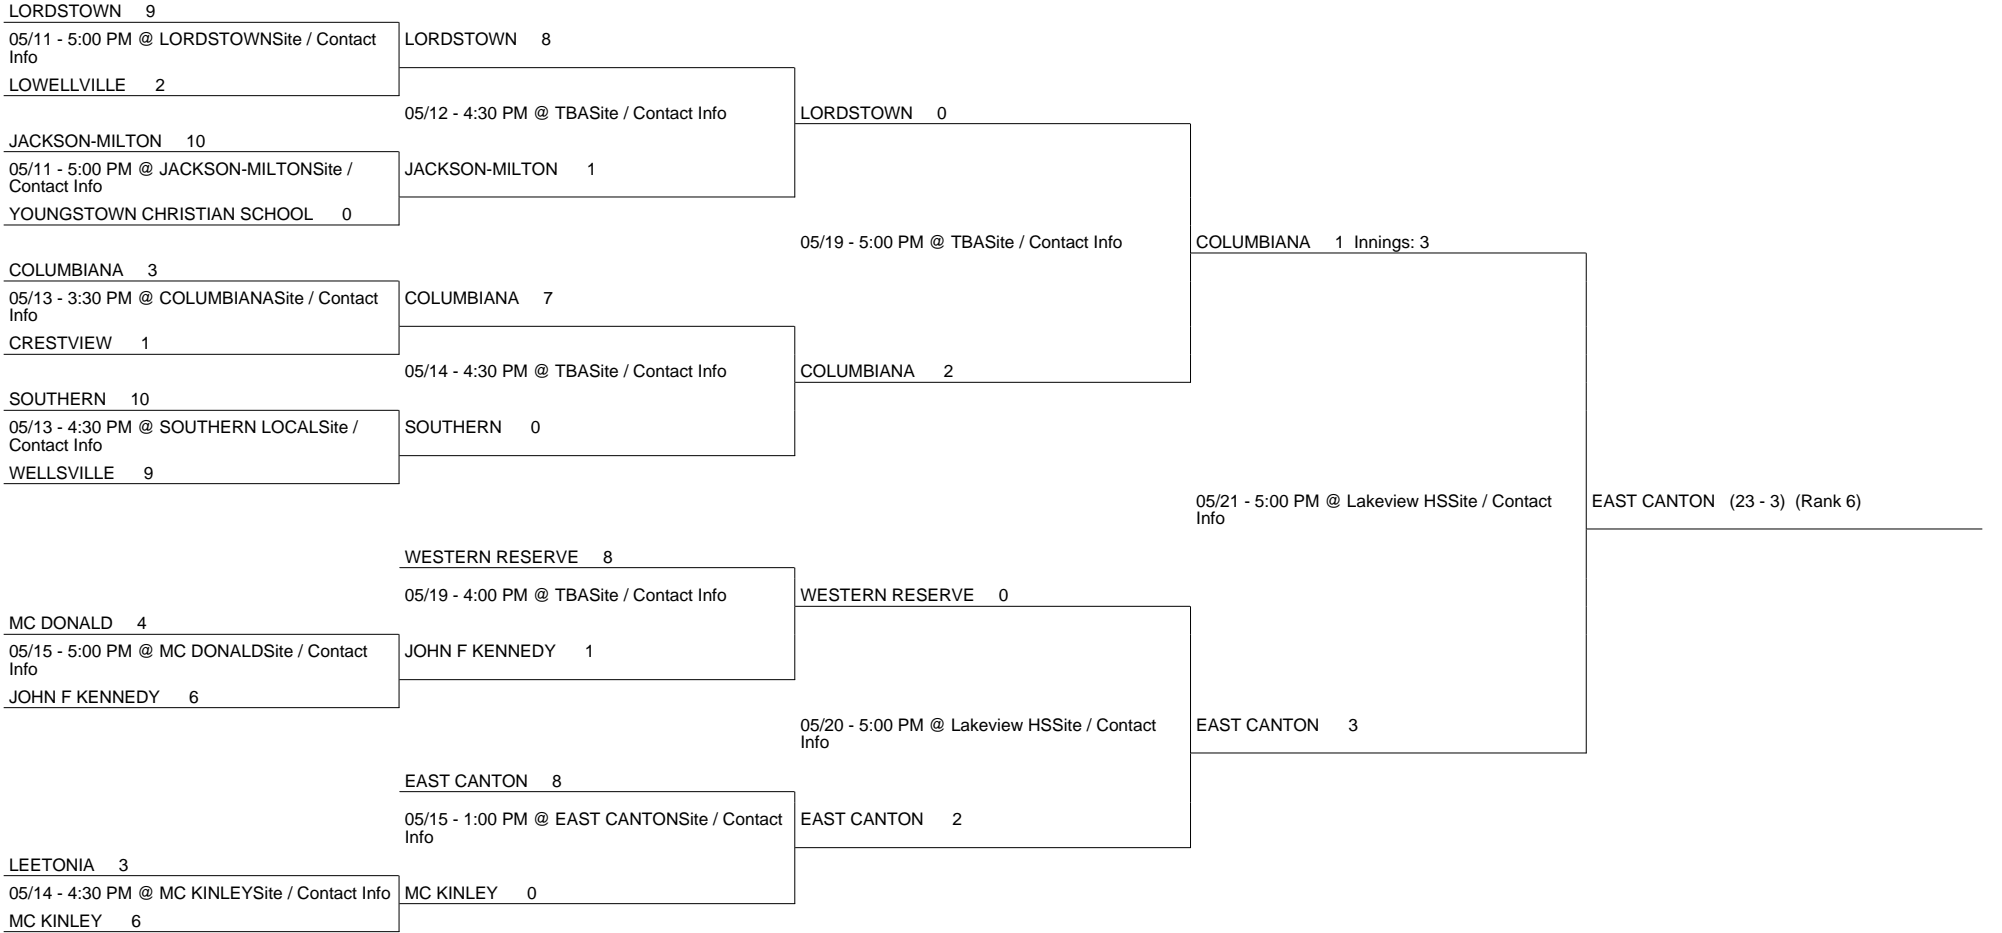 LORDSTOWN 9
05/11 - 5:00 PM @ LORDSTOWNSite / Contact
Info
LOWELLVILLE 2
JACKSON-MILTON 10
05/11 - 5:00 PM @ JACKSON-MILTONSite /
Contact Info
YOUNGSTOWN CHRISTIAN SCHOOL 0
COLUMBIANA 3
05/13 - 3:30 PM @ COLUMBIANASite / Contact
Info
CRESTVIEW 1
SOUTHERN 10
05/13 - 4:30 PM @ SOUTHERN LOCALSite /
Contact Info
WELLSVILLE 9
MC DONALD 4
05/15 - 5:00 PM @ MC DONALDSite / Contact
Info
JOHN F KENNEDY 6
LEETONIA 3
05/14 - 4:30 PM @ MC KINLEYSite / Contact Info
MC KINLEY 6
LORDSTOWN 8
05/12 - 4:30 PM @ TBASite / Contact Info
JACKSON-MILTON 1
COLUMBIANA 7
05/14 - 4:30 PM @ TBASite / Contact Info
SOUTHERN 0
WESTERN RESERVE 8
05/19 - 4:00 PM @ TBASite / Contact Info
JOHN F KENNEDY 1
EAST CANTON 8
05/15 - 1:00 PM @ EAST CANTONSite / Contact
Info
MC KINLEY 0
LORDSTOWN 0
05/19 - 5:00 PM @ TBASite / Contact Info
COLUMBIANA 2
WESTERN RESERVE 0
05/20 - 5:00 PM @ Lakeview HSSite / Contact
Info
EAST CANTON 2
COLUMBIANA 1 Innings: 3
05/21 - 5:00 PM @ Lakeview HSSite / Contact
Info
EAST CANTON 3
EAST CANTON (23 - 3) (Rank 6)